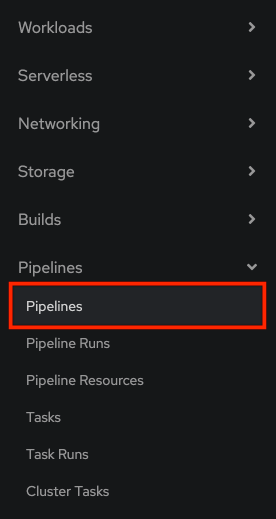 Workloads
Serverless
Networking
Storage
Builds
Pipelines
Pipelines
Pipeline Runs
Pipeline Resources
Tasks
Task Runs
Cluster Tasks